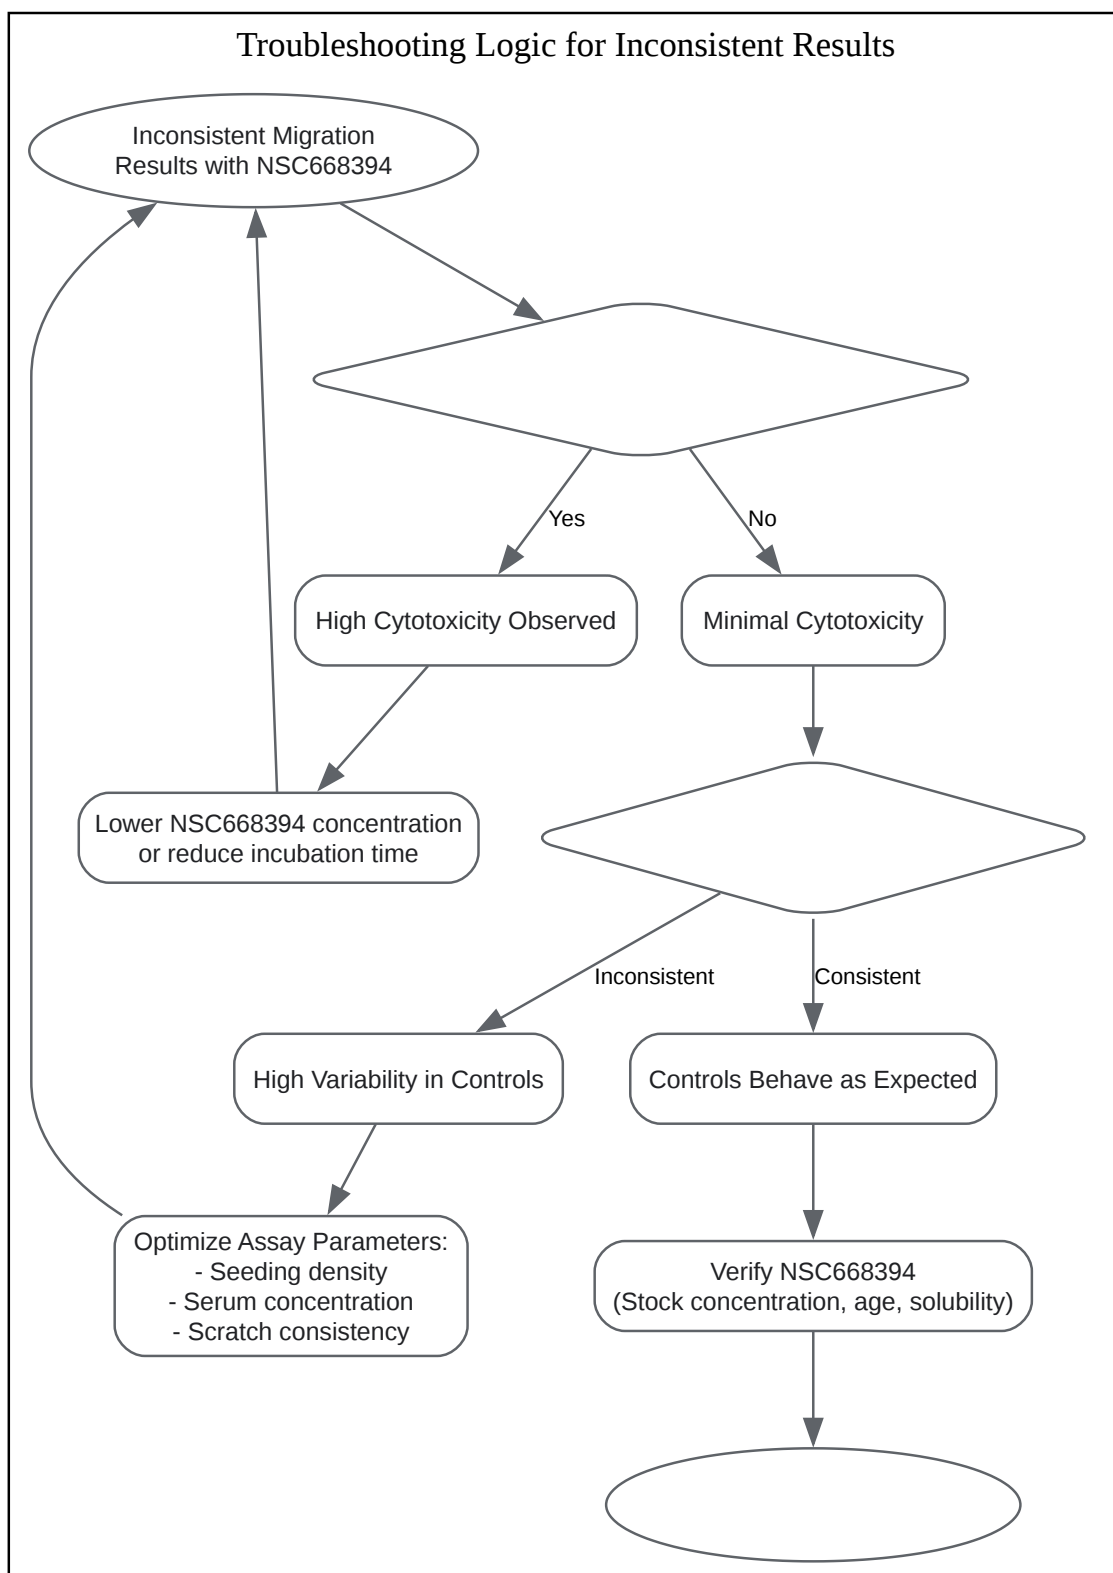 Troubleshooting Logic for Inconsistent Results
Inconsistent Migration
Results with NSC668394
Yes
No
High Cytotoxicity Observed
Minimal Cytotoxicity
Lower NSC668394 concentration
or reduce incubation time
Inconsistent
Consistent
High Variability in Controls
Controls Behave as Expected
Optimize Assay Parameters:
- Seeding density
- Serum concentration
- Scratch consistency
Verify NSC668394
(Stock concentration, age, solubility)